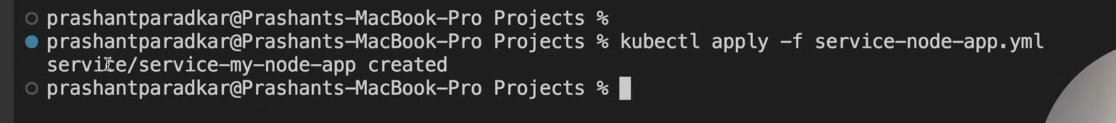 prashantparadkar@Prashants-MacBook-Pro Projects %
prashantparadkar@Prashants-MacBook-Pro Projects % kubectl apply -f service-node-app.yml
service/service-my-node-app created
prashantparadkar@Prashants-MacBook-Pro Projects %